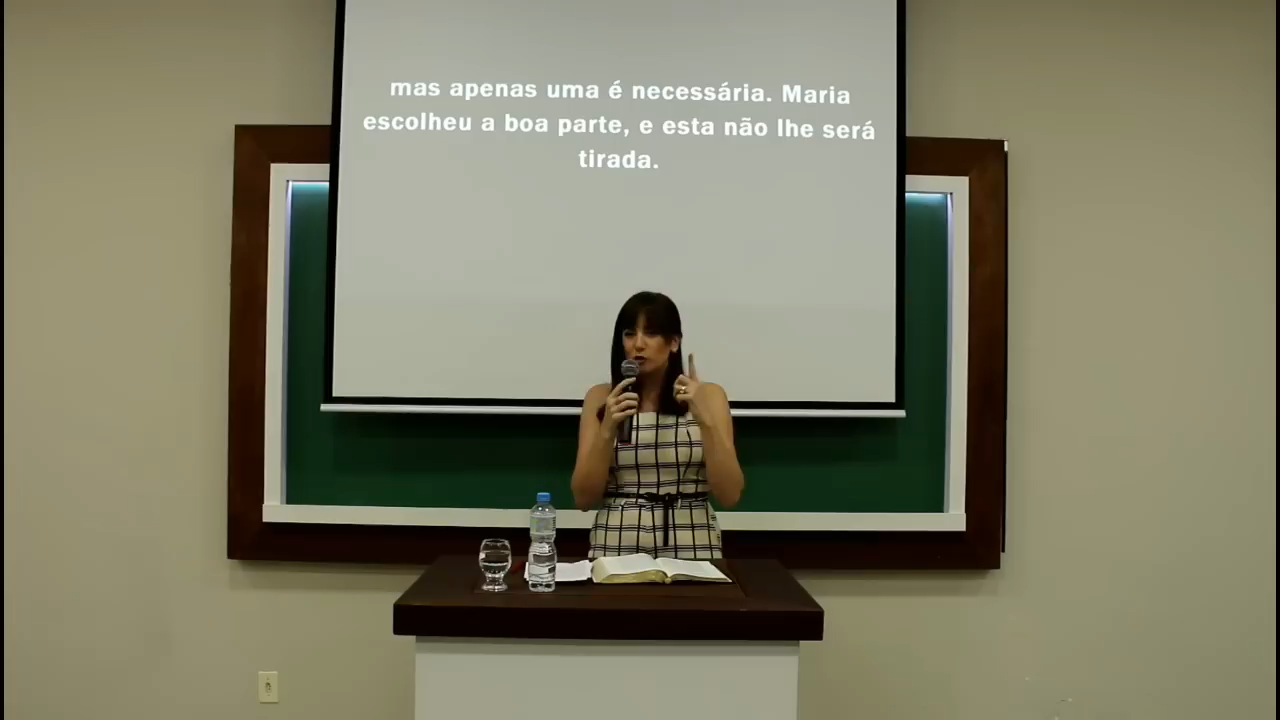 mas apenas uma é necessária. Maria
escolheu a boa parte, e esta não lhe será
tirada.